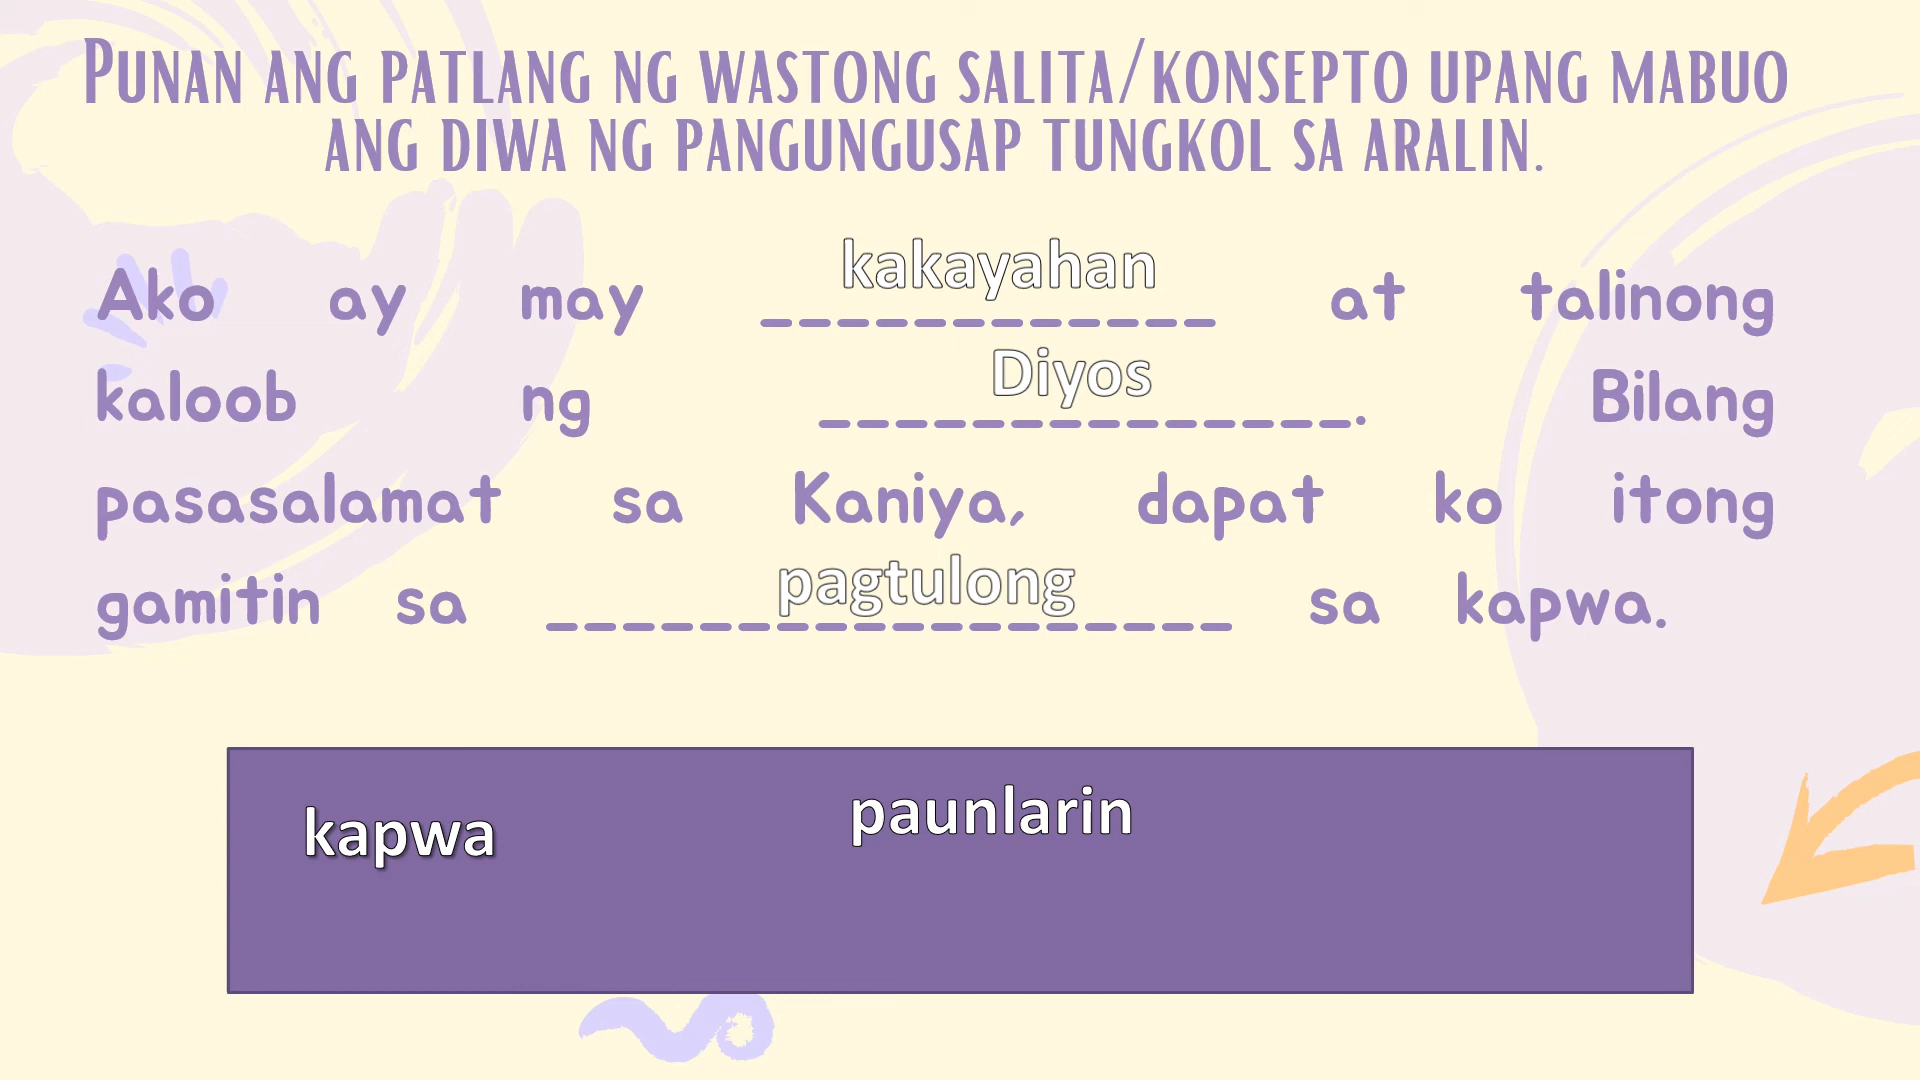 Punan ang patlang ng wastong salita/konsepto upang mabuo
ang diwa ng pangungusap tungkol sa aralin.
kakayahan
Ako ay may ____________ at talinong
Diyos
kaloob ng ______________. Bilang
pasasalamat sa Kaniya, dapat ko itong
pagtulong
gamitin sa __________________ sa kapwa.
paunlarin
kapwa